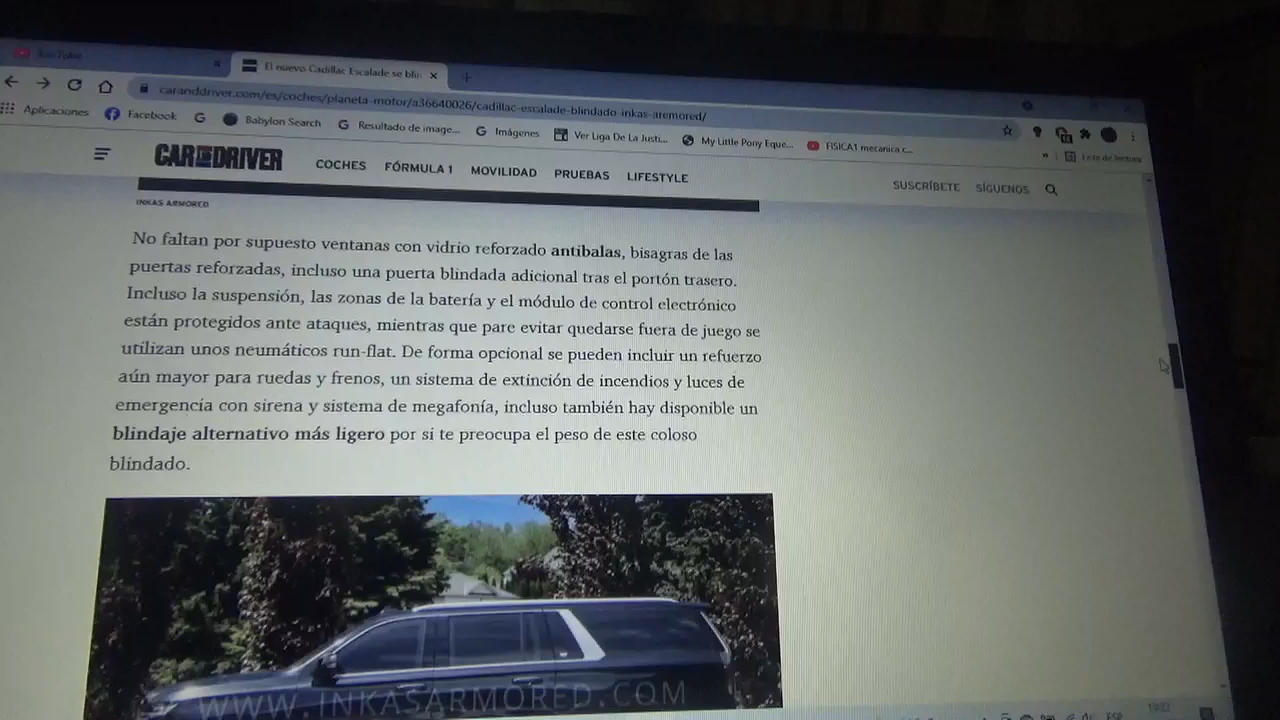 YouTube
El nuevo Cadillac Escalade se blin
caranddriver.com/es/coches/planeta-motor/a36640026/cadillac-escalade-blindado-inkas-aremored/
Aplicaciones Facebook Babylon Search Resultado de image... Imágenes Ver Liga De La Justi... My Little Pony Eque... FISICA1 mecanica c...
» Lista de lectura
CAR AND DRIVER COCHES FÓRMULA 1 MOVILIDAD PRUEBAS LIFESTYLE SUSCRÍBETE SÍGUENOS
INKAS ARMORED
No faltan por supuesto ventanas con vidrio reforzado antibalas, bisagras de las
puertas reforzadas, incluso una puerta blindada adicional tras el portón trasero.
Incluso la suspensión, las zonas de la batería y el módulo de control electrónico
están protegidos ante ataques, mientras que pare evitar quedarse fuera de juego se
utilizan unos neumáticos run-flat. De forma opcional se pueden incluir un refuerzo
aún mayor para ruedas y frenos, un sistema de extinción de incendios y luces de
emergencia con sirena y sistema de megafonía, incluso también hay disponible un
blindaje alternativo más ligero por si te preocupa el peso de este coloso
blindado.
WWW.INKASARMORED.COM
ESP